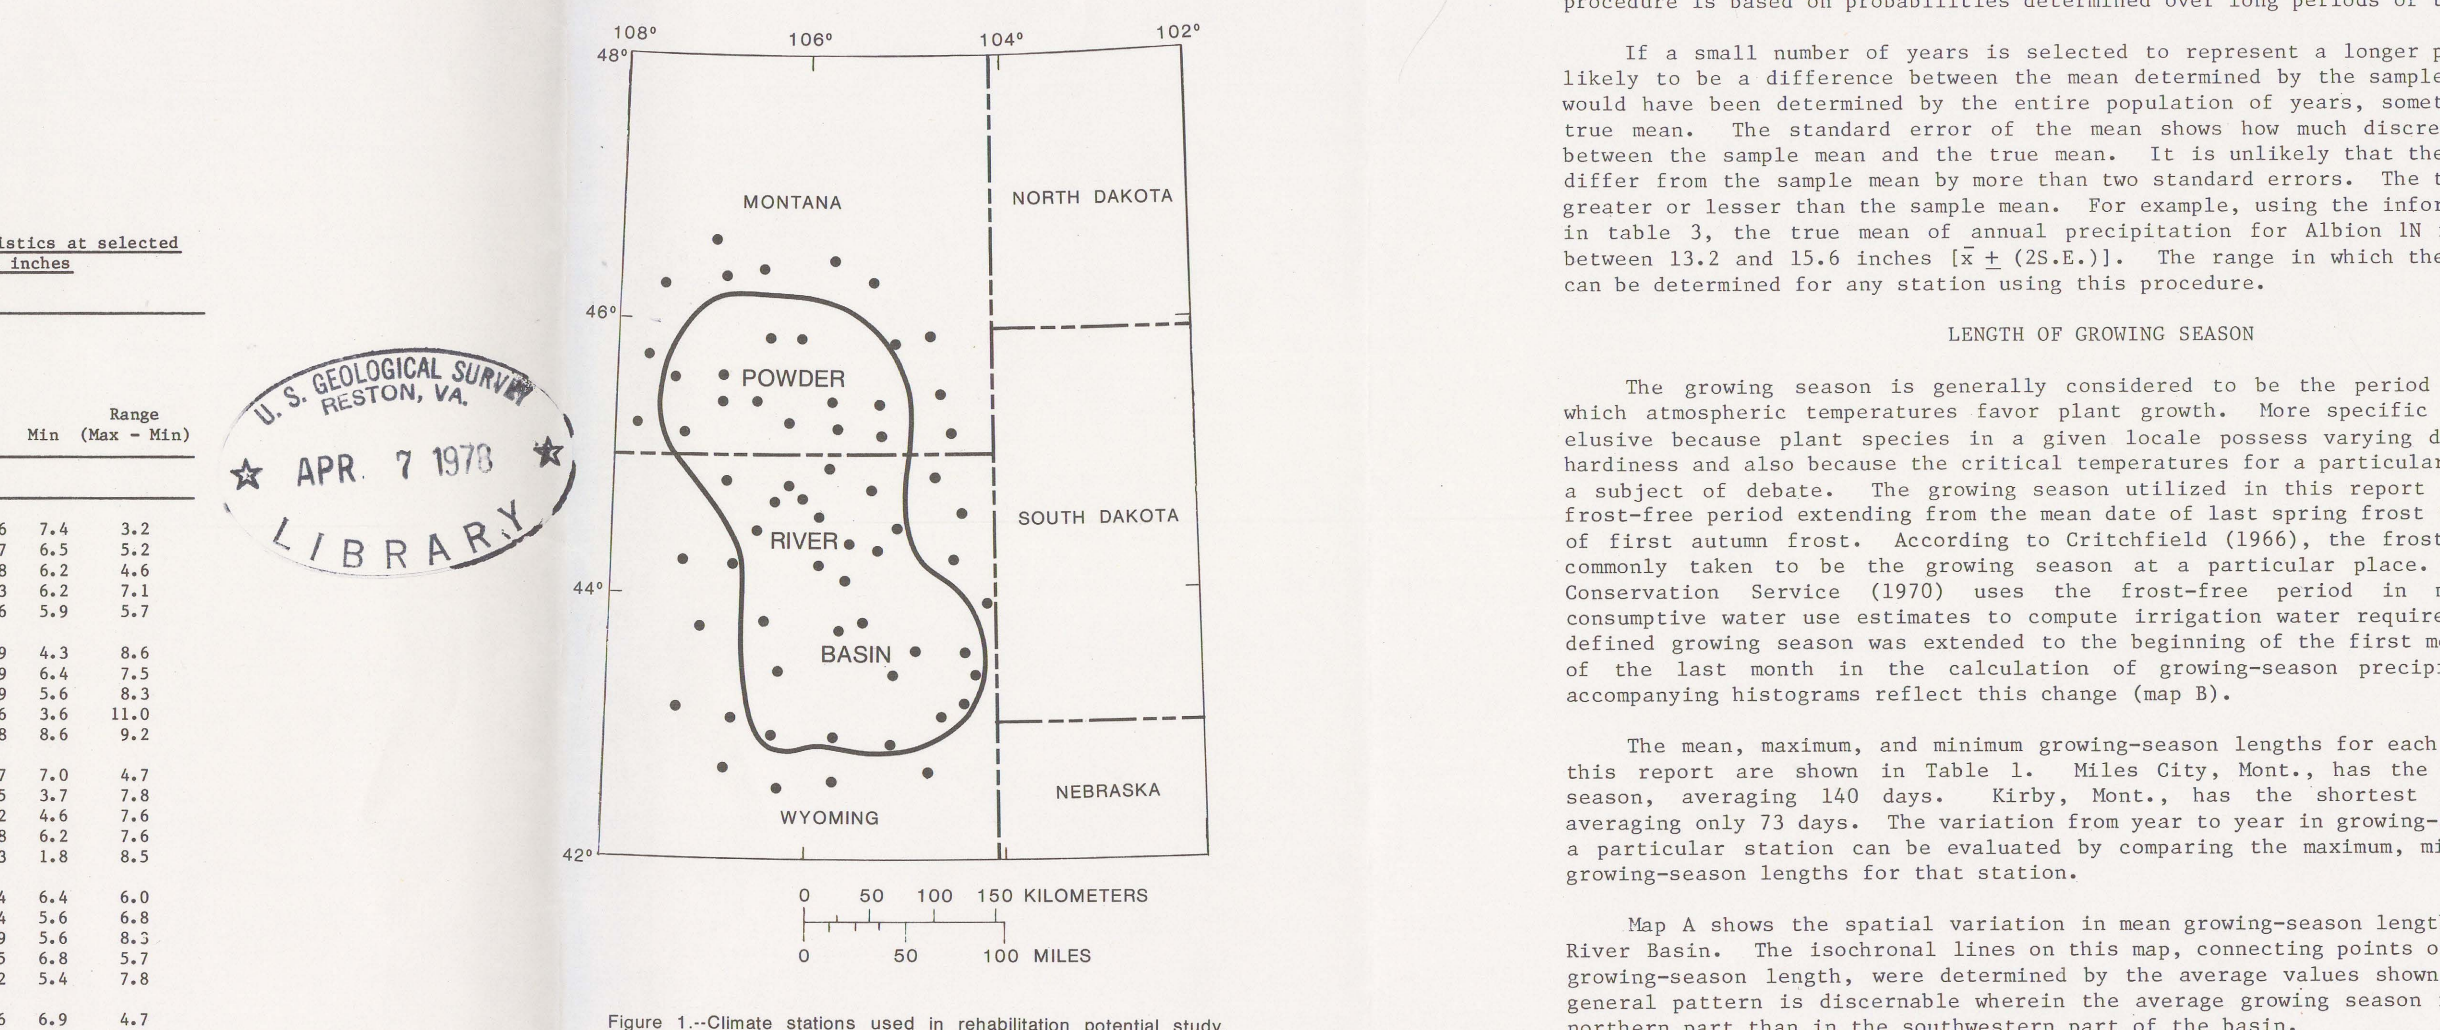 istics at selected
inches
Range
Min (Max - Min)
6 7.4 3.2
7 6.5 5.2
8 6.2 4.6
3 6.2 7.1
6 5.9 5.7
9 4.3 8.6
9 6.4 7.5
9 5.6 8.3
6 3.6 11.0
8 8.6 9.2
7 7.0 4.7
5 3.7 7.8
2 4.6 7.6
8 6.2 7.6
3 1.8 8.5
4 6.4 6.0
4 5.6 6.8
9 5.6 8.3
5 6.8 5.7
2 5.4 7.8
6 6.9 4.7
U. S. GEOLOGICAL SURVEY
RESTON, VA.
APR. 7 1978
LIBRARY
108° 106° 104° 102°
48°
MONTANA
NORTH DAKOTA
46°
POWDER
SOUTH DAKOTA
RIVER
44°
BASIN
NEBRASKA
WYOMING
42°
0 50 100 150 KILOMETERS
0 50 100 MILES
Figure 1.--Climate stations used in rehabilitation potential study
procedure is based on probabilities determined over long periods of
If a small number of years is selected to represent a longer
likely to be a difference between the mean determined by the sample
would have been determined by the entire population of years, somet
true mean. The standard error of the mean shows how much discre
between the sample mean and the true mean. It is unlikely that the
differ from the sample mean by more than two standard errors. The
greater or lesser than the sample mean. For example, using the infor
in table 3, the true mean of annual precipitation for Albion 1N
between 13.2 and 15.6 inches [x̄ ± (2S.E.)]. The range in which the
can be determined for any station using this procedure.
LENGTH OF GROWING SEASON
The growing season is generally considered to be the period
which atmospheric temperatures favor plant growth. More specific
elusive because plant species in a given locale possess varying d
hardiness and also because the critical temperatures for a particular
a subject of debate. The growing season utilized in this report
frost-free period extending from the mean date of last spring frost
of first autumn frost. According to Critchfield (1966), the frost
commonly taken to be the growing season at a particular place.
Conservation Service (1970) uses the frost-free period in
consumptive water use estimates to compute irrigation water require
defined growing season was extended to the beginning of the first m
of the last month in the calculation of growing-season precip
accompanying histograms reflect this change (map B).
The mean, maximum, and minimum growing-season lengths for each
this report are shown in Table 1. Miles City, Mont., has the
season, averaging 140 days. Kirby, Mont., has the shortest
averaging only 73 days. The variation from year to year in growing-
a particular station can be evaluated by comparing the maximum, mi
growing-season lengths for that station.
Map A shows the spatial variation in mean growing-season lengt
River Basin. The isochronal lines on this map, connecting points o
growing-season length, were determined by the average values shown
general pattern is discernable wherein the average growing season
northern part than in the southwestern part of the basin.